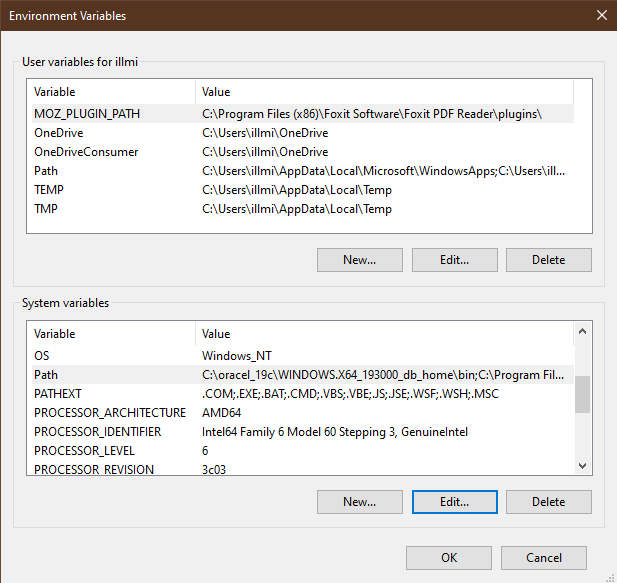 Environment Variables
User variables for illmi
Variable Value
MOZ_PLUGIN_PATH C:\Program Files (x86)\Foxit Software\Foxit PDF Reader\plugins\
OneDrive C:\Users\illmi\OneDrive
OneDriveConsumer C:\Users\illmi\OneDrive
Path C:\Users\illmi\AppData\Local\Microsoft\WindowsApps;C:\Users\ill...
TEMP C:\Users\illmi\AppData\Local\Temp
TMP C:\Users\illmi\AppData\Local\Temp
New... Edit... Delete
System variables
Variable Value
OS Windows_NT
Path C:\oracel_19c\WINDOWS.X64_193000_db_home\bin;C:\Program Fil...
PATHEXT .COM;.EXE;.BAT;.CMD;.VBS;.VBE;.JS;.JSE;.WSF;.WSH;.MSC
PROCESSOR_ARCHITECTURE AMD64
PROCESSOR_IDENTIFIER Intel64 Family 6 Model 60 Stepping 3, GenuineIntel
PROCESSOR_LEVEL 6
PROCESSOR_REVISION 3c03
New... Edit... Delete
OK Cancel